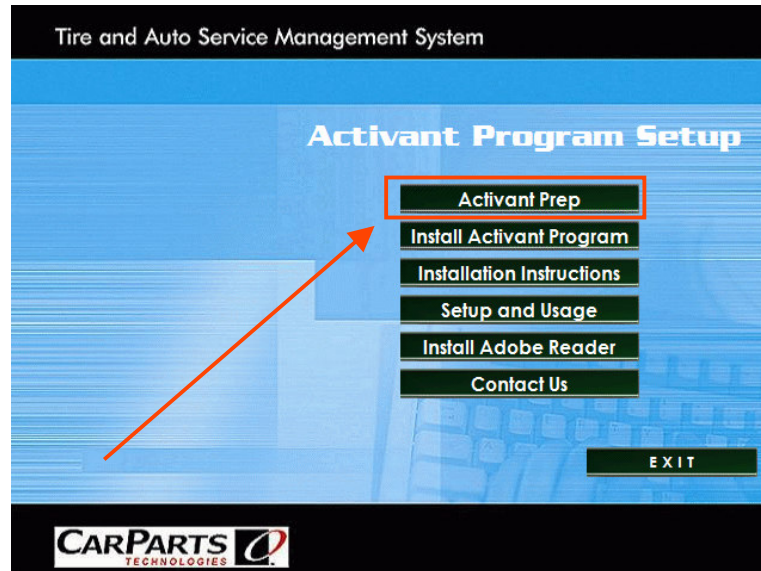 Tire and Auto Service Management System
Activant Program Setup
Activant Prep
Install Activant Program
Installation Instructions
Setup and Usage
Install Adobe Reader
Contact Us
EXIT
CARPARTS
TECHNOLOGIES